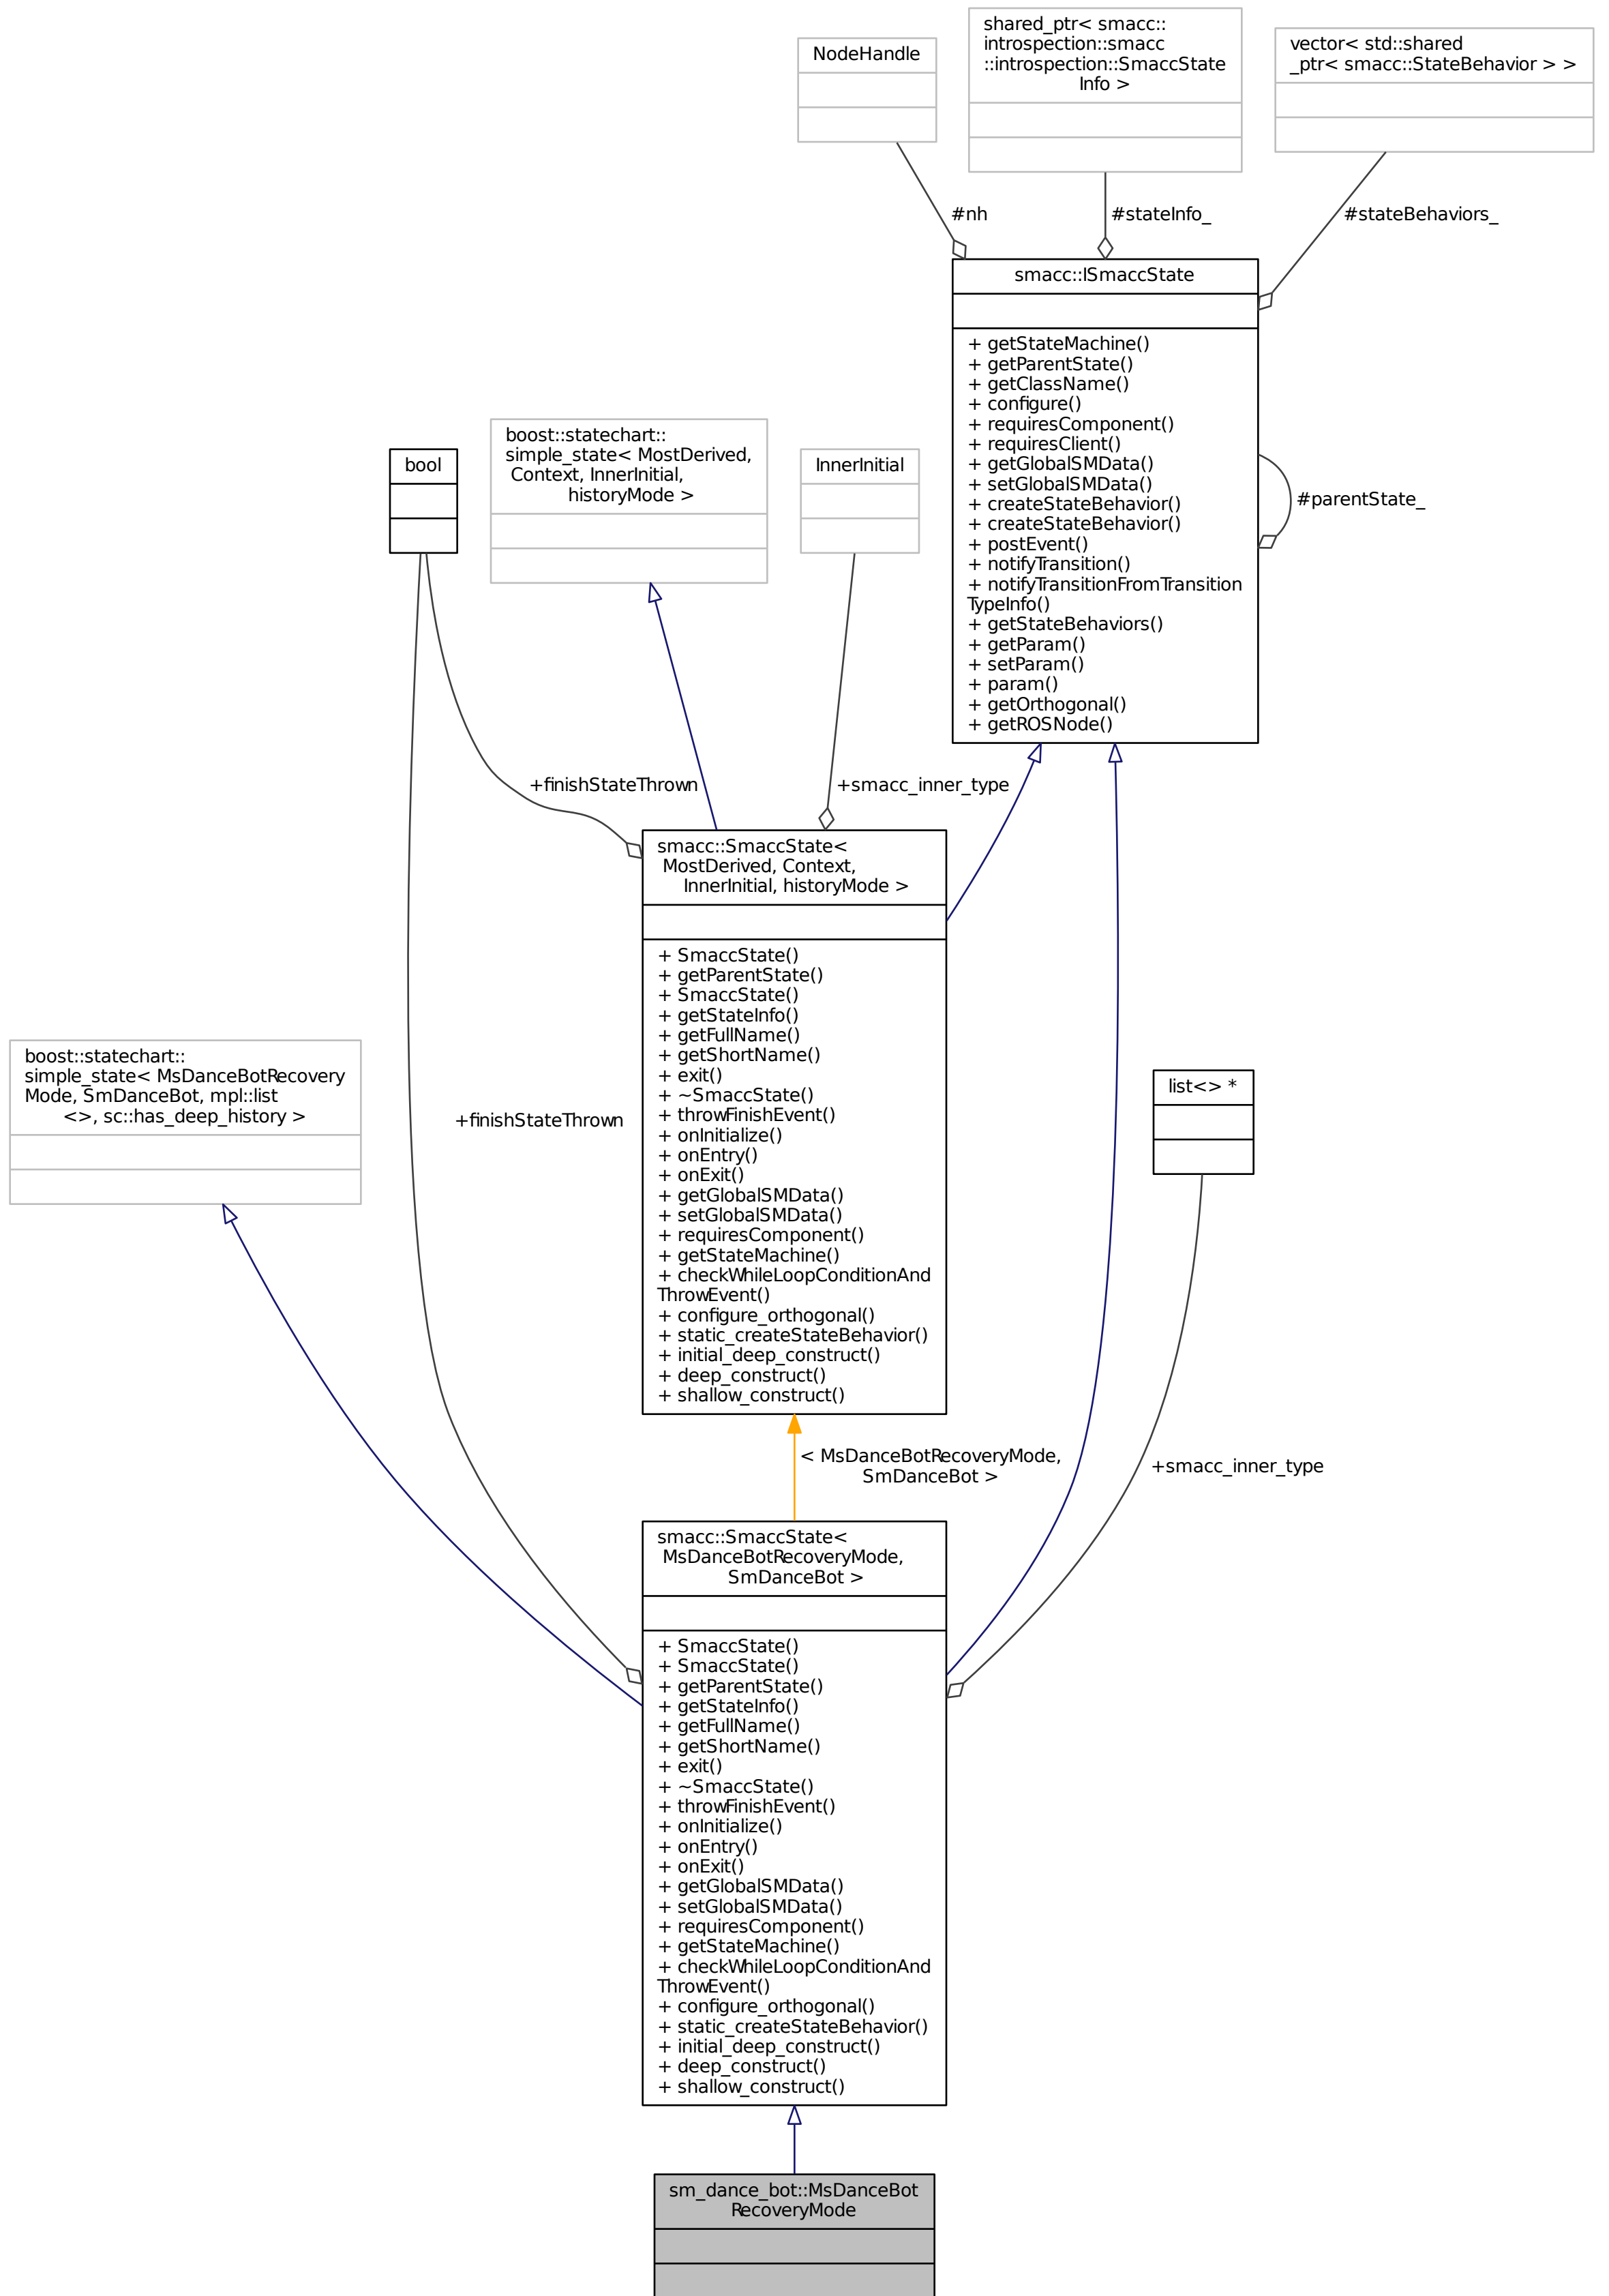 shared_ptr< smacc::
introspection::smacc
::introspection::SmaccState
Info >
vector< std::shared
_ptr< smacc::StateBehavior > >
NodeHandle
#nh
#stateInfo_
#stateBehaviors_
smacc::ISmaccState
+ getStateMachine()
+ getParentState()
+ getClassName()
+ configure()
+ requiresComponent()
+ requiresClient()
+ getGlobalSMData()
+ setGlobalSMData()
+ createStateBehavior()
+ createStateBehavior()
+ postEvent()
+ notifyTransition()
+ notifyTransitionFromTransition
TypeInfo()
+ getStateBehaviors()
+ getParam()
+ setParam()
+ param()
+ getOrthogonal()
+ getROSNode()
#parentState_
bool
boost::statechart::
simple_state< MostDerived,
Context, InnerInitial,
historyMode >
InnerInitial
+finishStateThrown
+smacc_inner_type
smacc::SmaccState<
MostDerived, Context,
InnerInitial, historyMode >
+ SmaccState()
+ getParentState()
+ SmaccState()
+ getStateInfo()
+ getFullName()
+ getShortName()
+ exit()
+ ~SmaccState()
+ throwFinishEvent()
+ onInitialize()
+ onEntry()
+ onExit()
+ getGlobalSMData()
+ setGlobalSMData()
+ requiresComponent()
+ getStateMachine()
+ checkWhileLoopConditionAnd
ThrowEvent()
+ configure_orthogonal()
+ static_createStateBehavior()
+ initial_deep_construct()
+ deep_construct()
+ shallow_construct()
boost::statechart::
simple_state< MsDanceBotRecovery
Mode, SmDanceBot, mpl::list
<>, sc::has_deep_history >
+finishStateThrown
list<> *
< MsDanceBotRecoveryMode,
SmDanceBot >
+smacc_inner_type
smacc::SmaccState<
MsDanceBotRecoveryMode,
SmDanceBot >
+ SmaccState()
+ SmaccState()
+ getParentState()
+ getStateInfo()
+ getFullName()
+ getShortName()
+ exit()
+ ~SmaccState()
+ throwFinishEvent()
+ onInitialize()
+ onEntry()
+ onExit()
+ getGlobalSMData()
+ setGlobalSMData()
+ requiresComponent()
+ getStateMachine()
+ checkWhileLoopConditionAnd
ThrowEvent()
+ configure_orthogonal()
+ static_createStateBehavior()
+ initial_deep_construct()
+ deep_construct()
+ shallow_construct()
sm_dance_bot::MsDanceBot
RecoveryMode